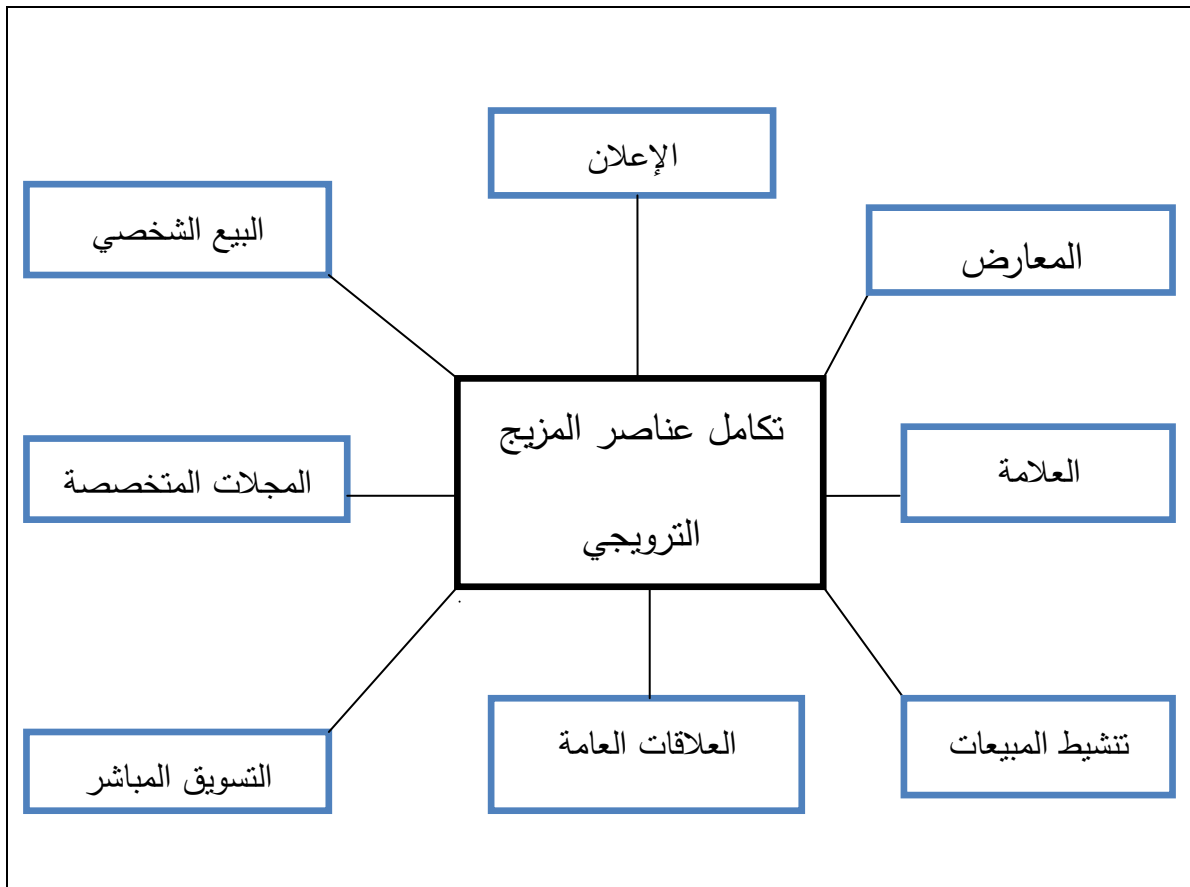 الإعلان
المعارض
البيع الشخصي
تكامل عناصر المزيج
الترويجي
العلامة
المجلات المتخصصة
تنشيط المبيعات
العلاقات العامة
التسويق المباشر